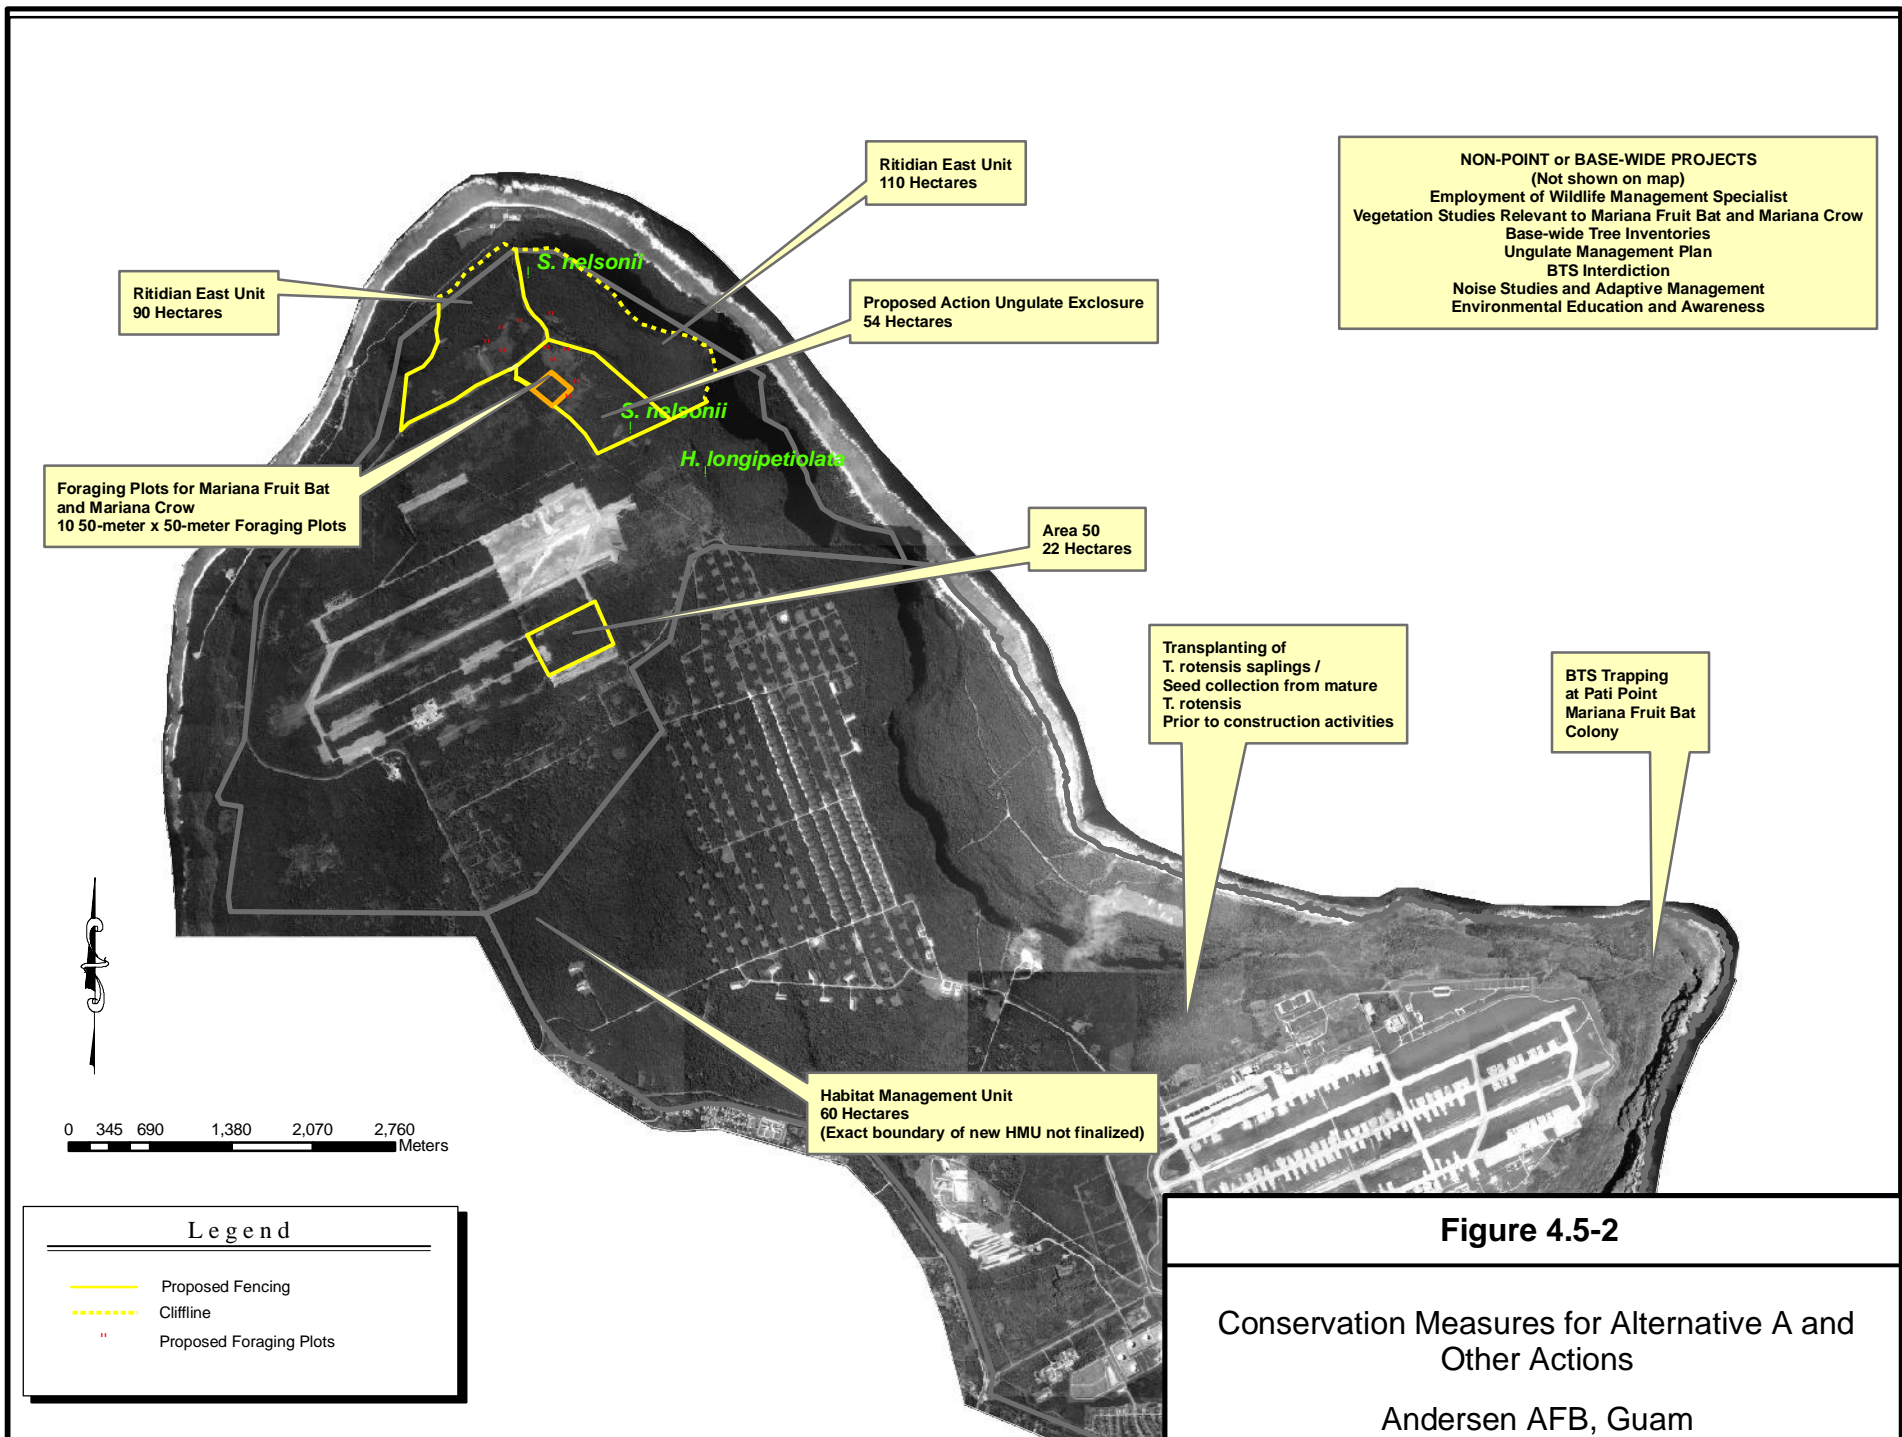 Ritidian East Unit
110 Hectares
NON-POINT or BASE-WIDE PROJECTS
(Not shown on map)
Employment of Wildlife Management Specialist
Vegetation Studies Relevant to Mariana Fruit Bat and Mariana Crow
Base-wide Tree Inventories
Ungulate Management Plan
BTS Interdiction
Noise Studies and Adaptive Management
Environmental Education and Awareness
S. nelsonii
Ritidian East Unit
90 Hectares
Proposed Action Ungulate Exclosure
54 Hectares
S. nelsonii
H. longipetiolata
Foraging Plots for Mariana Fruit Bat
and Mariana Crow
10 50-meter x 50-meter Foraging Plots
Area 50
22 Hectares
Transplanting of
T. rotensis saplings /
Seed collection from mature
T. rotensis
Prior to construction activities
BTS Trapping
at Pati Point
Mariana Fruit Bat
Colony
Habitat Management Unit
60 Hectares
(Exact boundary of new HMU not finalized)
0 345 690 1,380 2,070 2,760
Meters
Legend
Proposed Fencing
Cliffline
" Proposed Foraging Plots
Figure 4.5-2
Conservation Measures for Alternative A and
Other Actions
Andersen AFB, Guam